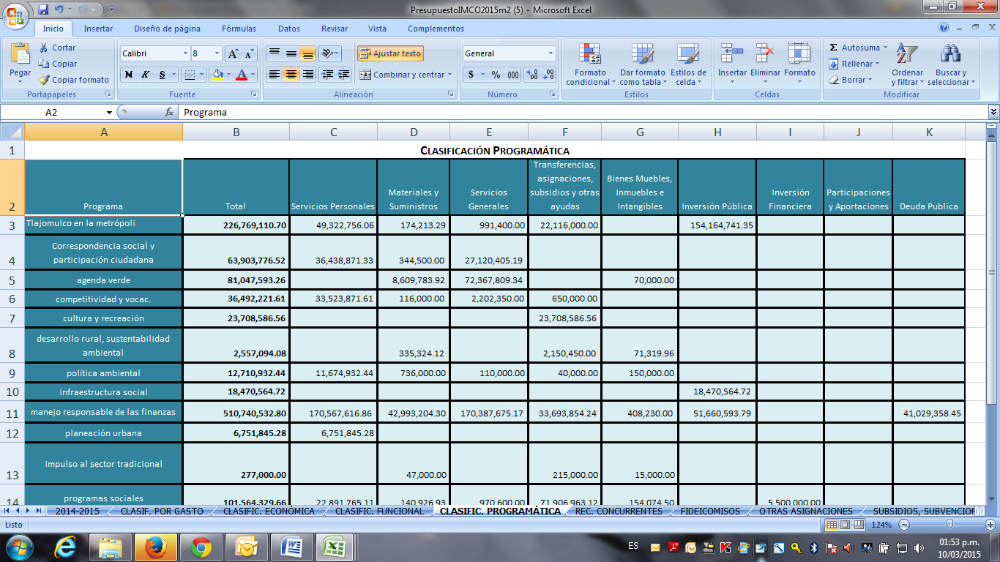 PresupuestoIMCO2015m2 (5) - Microsoft Excel
Inicio Insertar Diseño de página Fórmulas Datos Revisar Vista Complementos
Pegar
Cortar
Copiar
Copiar formato
Portapapeles
Calibri 8
N K S
Fuente
Ajustar texto
Combinar y centrar
Alineación
General
$ % 000
Número
Formato condicional
Dar formato como tabla
Estilos de celda
Estilos
Insertar Eliminar Formato
Celdas
Autosuma
Rellenar
Borrar
Ordenar y filtrar
Buscar y seleccionar
Modificar
A2 fx Programa
A B C D E F G H I J K
1 CLASIFICACIÓN PROGRAMÁTICA
2 Programa Total Servicios Personales Materiales y Suministros Servicios Generales Transferencias, asignaciones, subsidios y otras ayudas Bienes Muebles, Inmuebles e Intangibles Inversión Pública Inversión Financiera Participaciones y Aportaciones Deuda Publica
3 Tlajomulco en la metrópoli 226,769,110.70 49,322,756.06 174,213.29 991,400.00 22,116,000.00 154,164,741.35
4 Correspondencia social y participación ciudadana 63,903,776.52 36,438,871.33 344,500.00 27,120,405.19
5 agenda verde 81,047,593.26 8,609,783.92 72,367,809.34 70,000.00
6 competitividad y vocac. 36,492,221.61 33,523,871.61 116,000.00 2,202,350.00 650,000.00
7 cultura y recreación 23,708,586.56 23,708,586.56
8 desarrollo rural, sustentabilidad ambiental 2,557,094.08 335,324.12 2,150,450.00 71,319.96
9 política ambiental 12,710,932.44 11,674,932.44 736,000.00 110,000.00 40,000.00 150,000.00
10 infraestructura social 18,470,564.72 18,470,564.72
11 manejo responsable de las finanzas 510,740,532.80 170,567,616.86 42,993,204.30 170,387,675.17 33,693,854.24 408,230.00 51,660,593.79 41,029,358.45
12 planeación urbana 6,751,845.28 6,751,845.28
13 impulso al sector tradicional 277,000.00 47,000.00 215,000.00 15,000.00
14 programas sociales 101,564,329.66 22,891,765.11 140,926.93 970,600.00 71,906,963.12 154,074.50 5,500,000.00
2014-2015 CLASIF. POR GASTO CLASIFIC. ECONÓMICA CLASIFIC. FUNCIONAL CLASIFIC. PROGRAMÁTICA REC. CONCURRENTES FIDEICOMISOS OTRAS ASIGNACIONES SUBSIDIOS, SUBVENCION
Listo 124%
ES 01:53 p.m.
10/03/2015